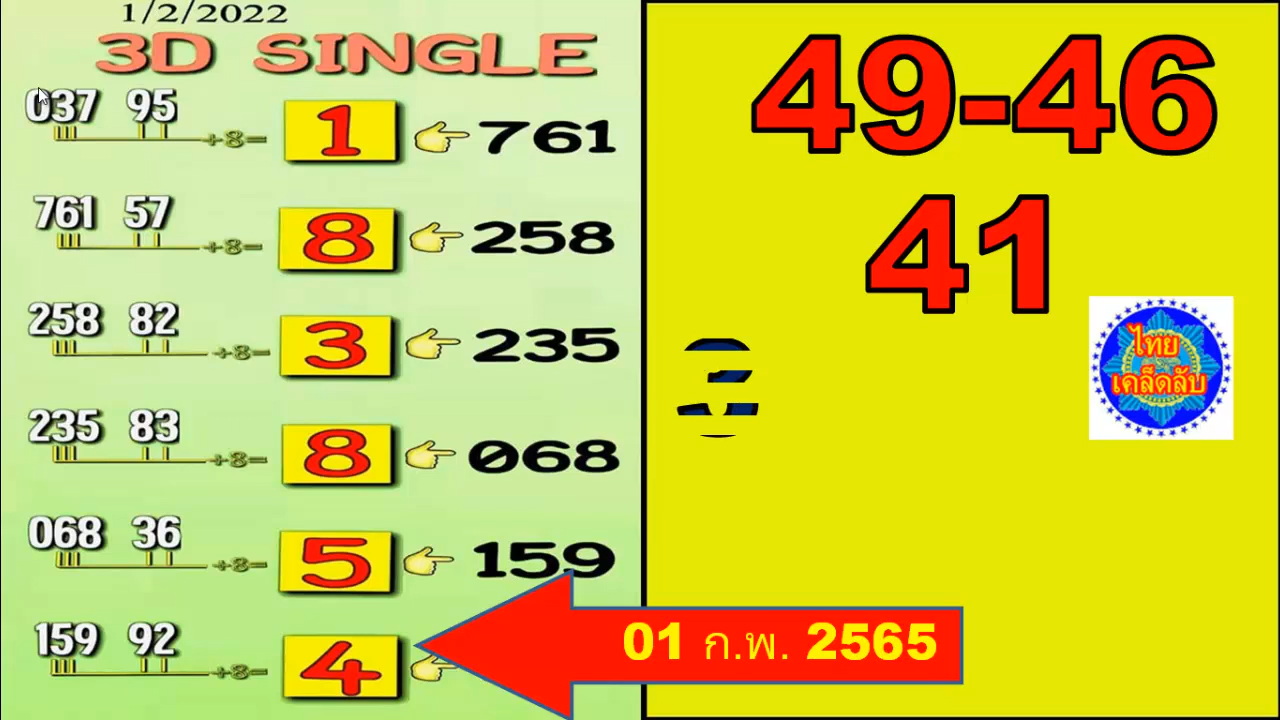 1/2/2022
3D SINGLE
037 95 +8= 1 761
761 57 +8= 8 258
258 82 +8= 3 235
235 83 +8= 8 068
068 36 +8= 5 159
159 92 +8= 4
49-46
41
3
ไทย
เคล็ดลับ
01 ก.พ. 2565